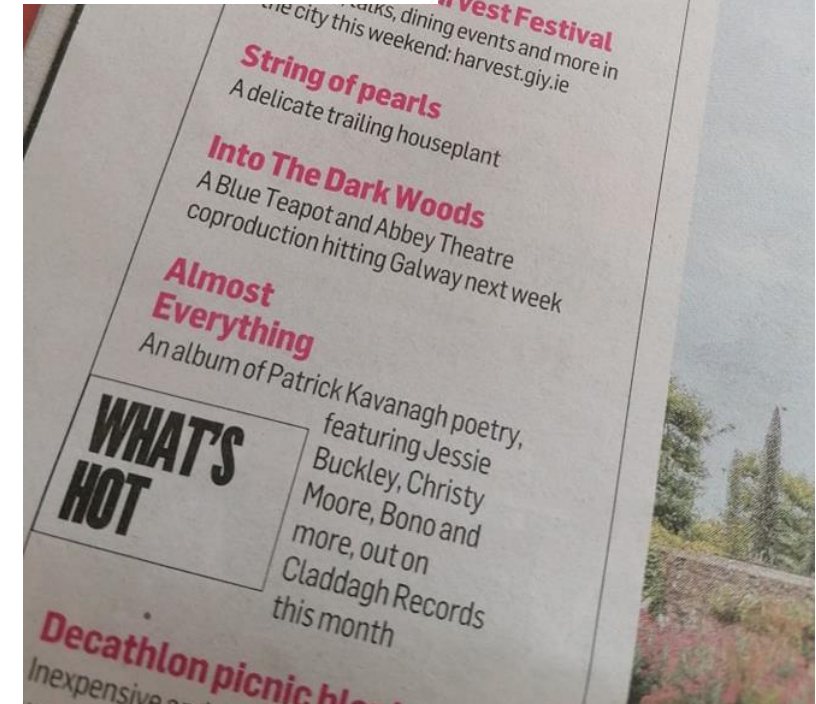 Festival
talks, dining events and more in
the city this weekend: harvest.giy.ie
String of pearls
A delicate trailing houseplant
Into The Dark Woods
A Blue Teapot and Abbey Theatre
coproduction hitting Galway next week
Almost
Everything
An album of Patrick Kavanagh poetry,
featuring Jessie
Buckley, Christy
Moore, Bono and
more, out on
Claddagh Records
this month
WHAT'S
HOT
Decathlon picnic
Inexpensive